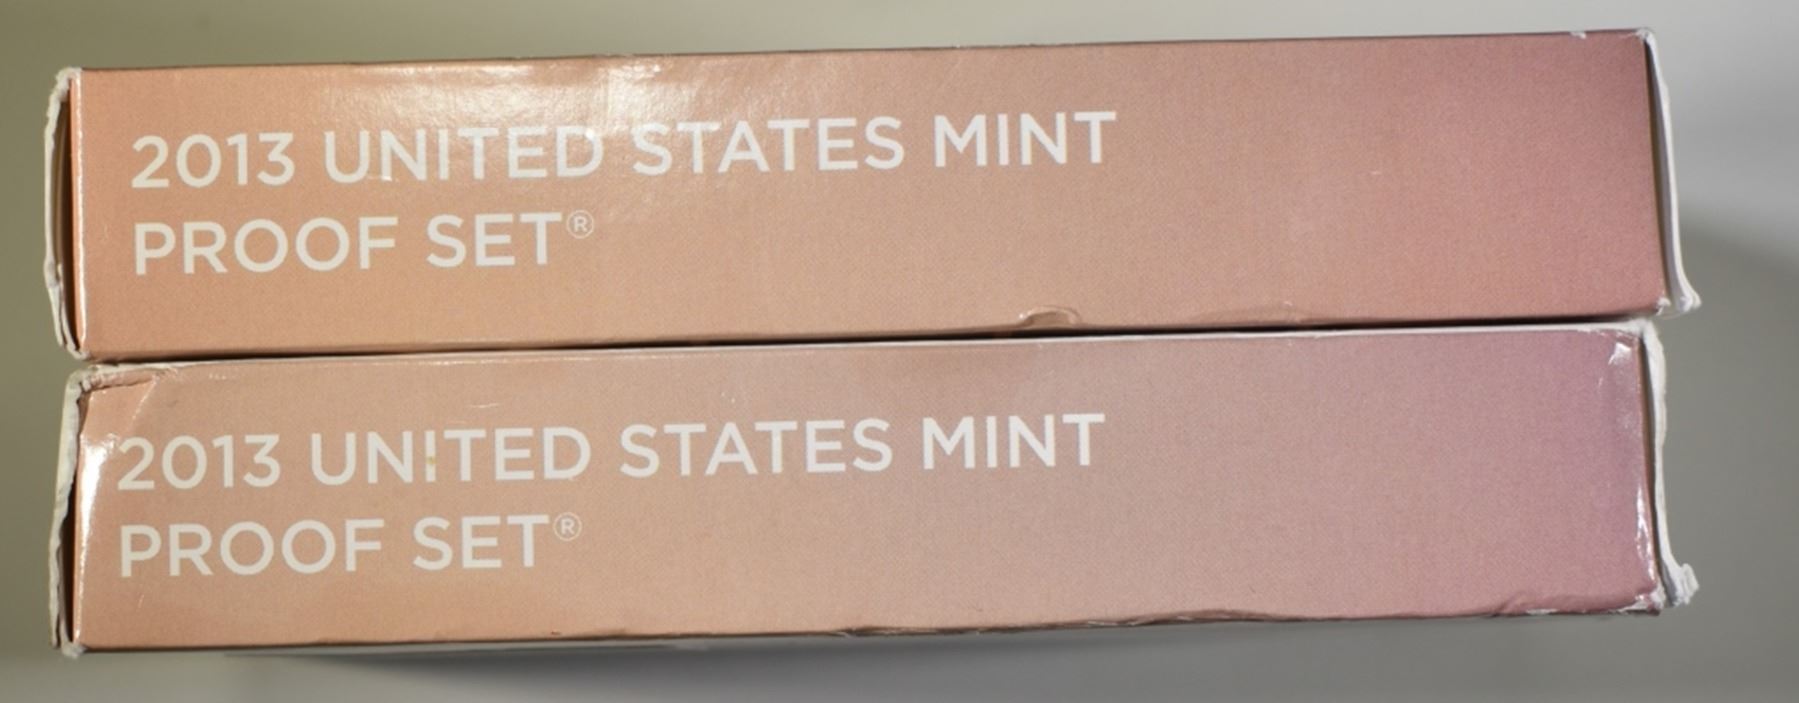 2013 UNITED STATES MINT
PROOF SET®
2013 UNITED STATES MINT
PROOF SET®